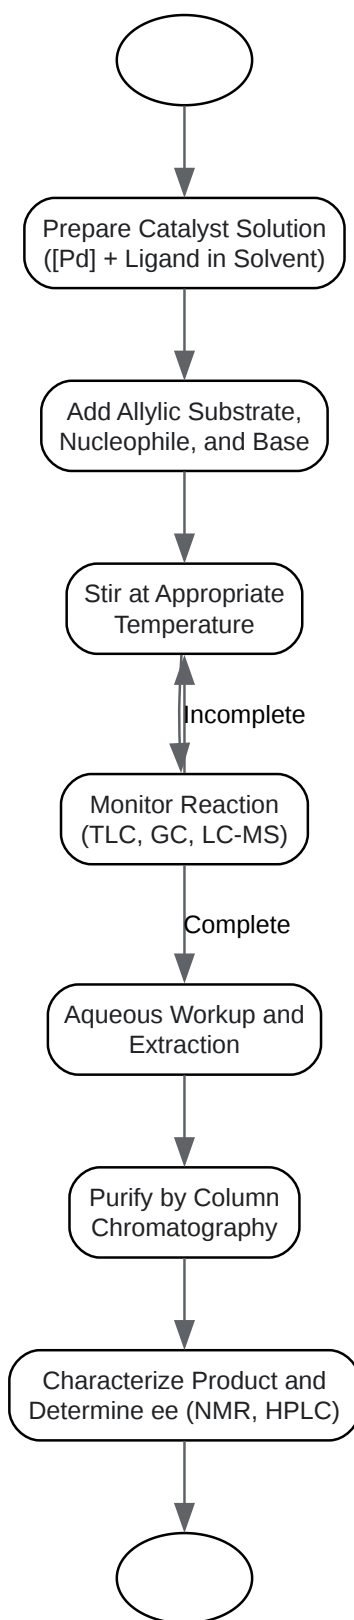 Prepare Catalyst Solution
([Pd] + Ligand in Solvent)
Add Allylic Substrate,
Nucleophile, and Base
Stir at Appropriate
Temperature
Incomplete
Monitor Reaction
(TLC, GC, LC-MS)
Complete
Aqueous Workup and
Extraction
Purify by Column
Chromatography
Characterize Product and
Determine ee (NMR, HPLC)